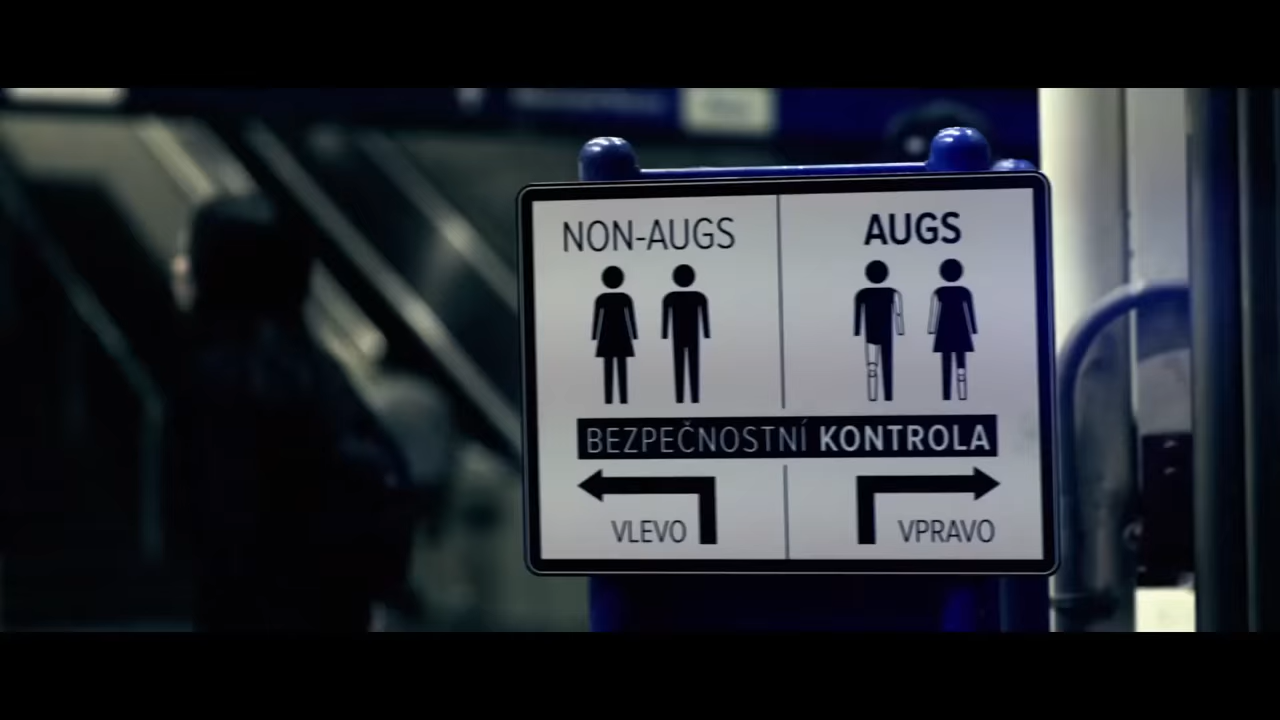 NON-AUGS
AUGS
BEZPEČNOSTNÍ KONTROLA
VLEVO
VPRAVO